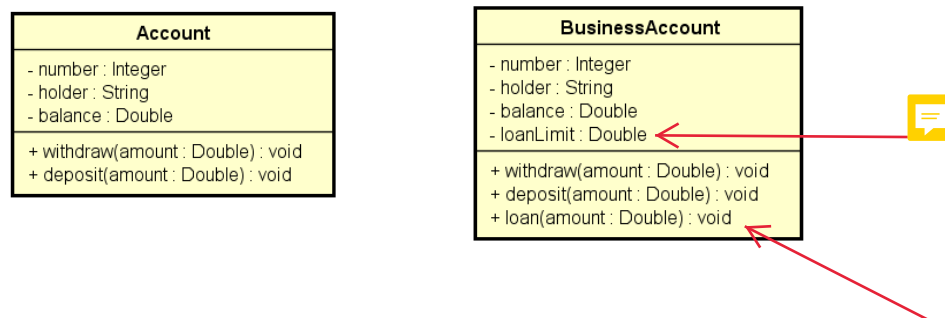 Account
- number : Integer
- holder : String
- balance : Double
+ withdraw(amount : Double) : void
+ deposit(amount : Double) : void
BusinessAccount
- number : Integer
- holder : String
- balance : Double
- loanLimit : Double
+ withdraw(amount : Double) : void
+ deposit(amount : Double) : void
+ loan(amount : Double) : void